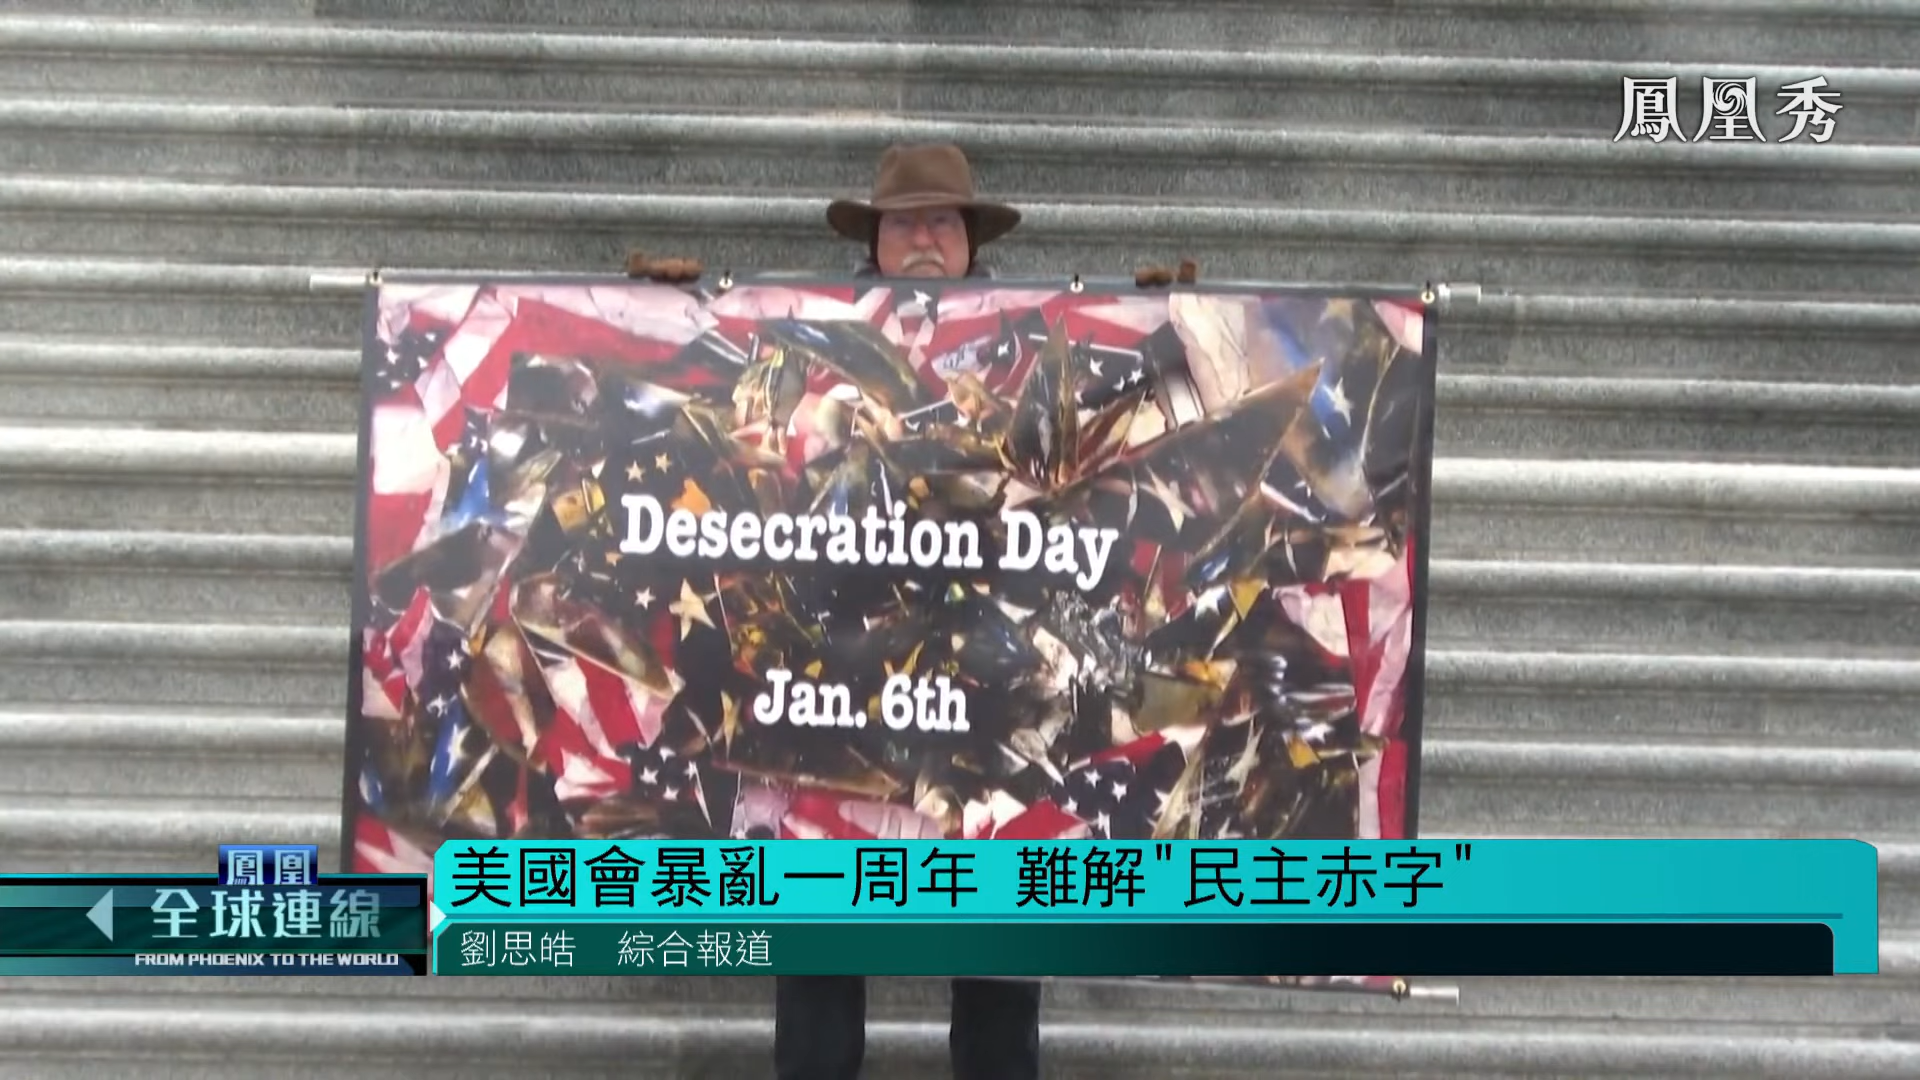 鳳凰秀
Desecration Day
Jan. 6th
鳳凰
全球連線
FROM PHOENIX TO THE WORLD
美國會暴亂一周年 難解"民主赤字"
劉思皓 綜合報道